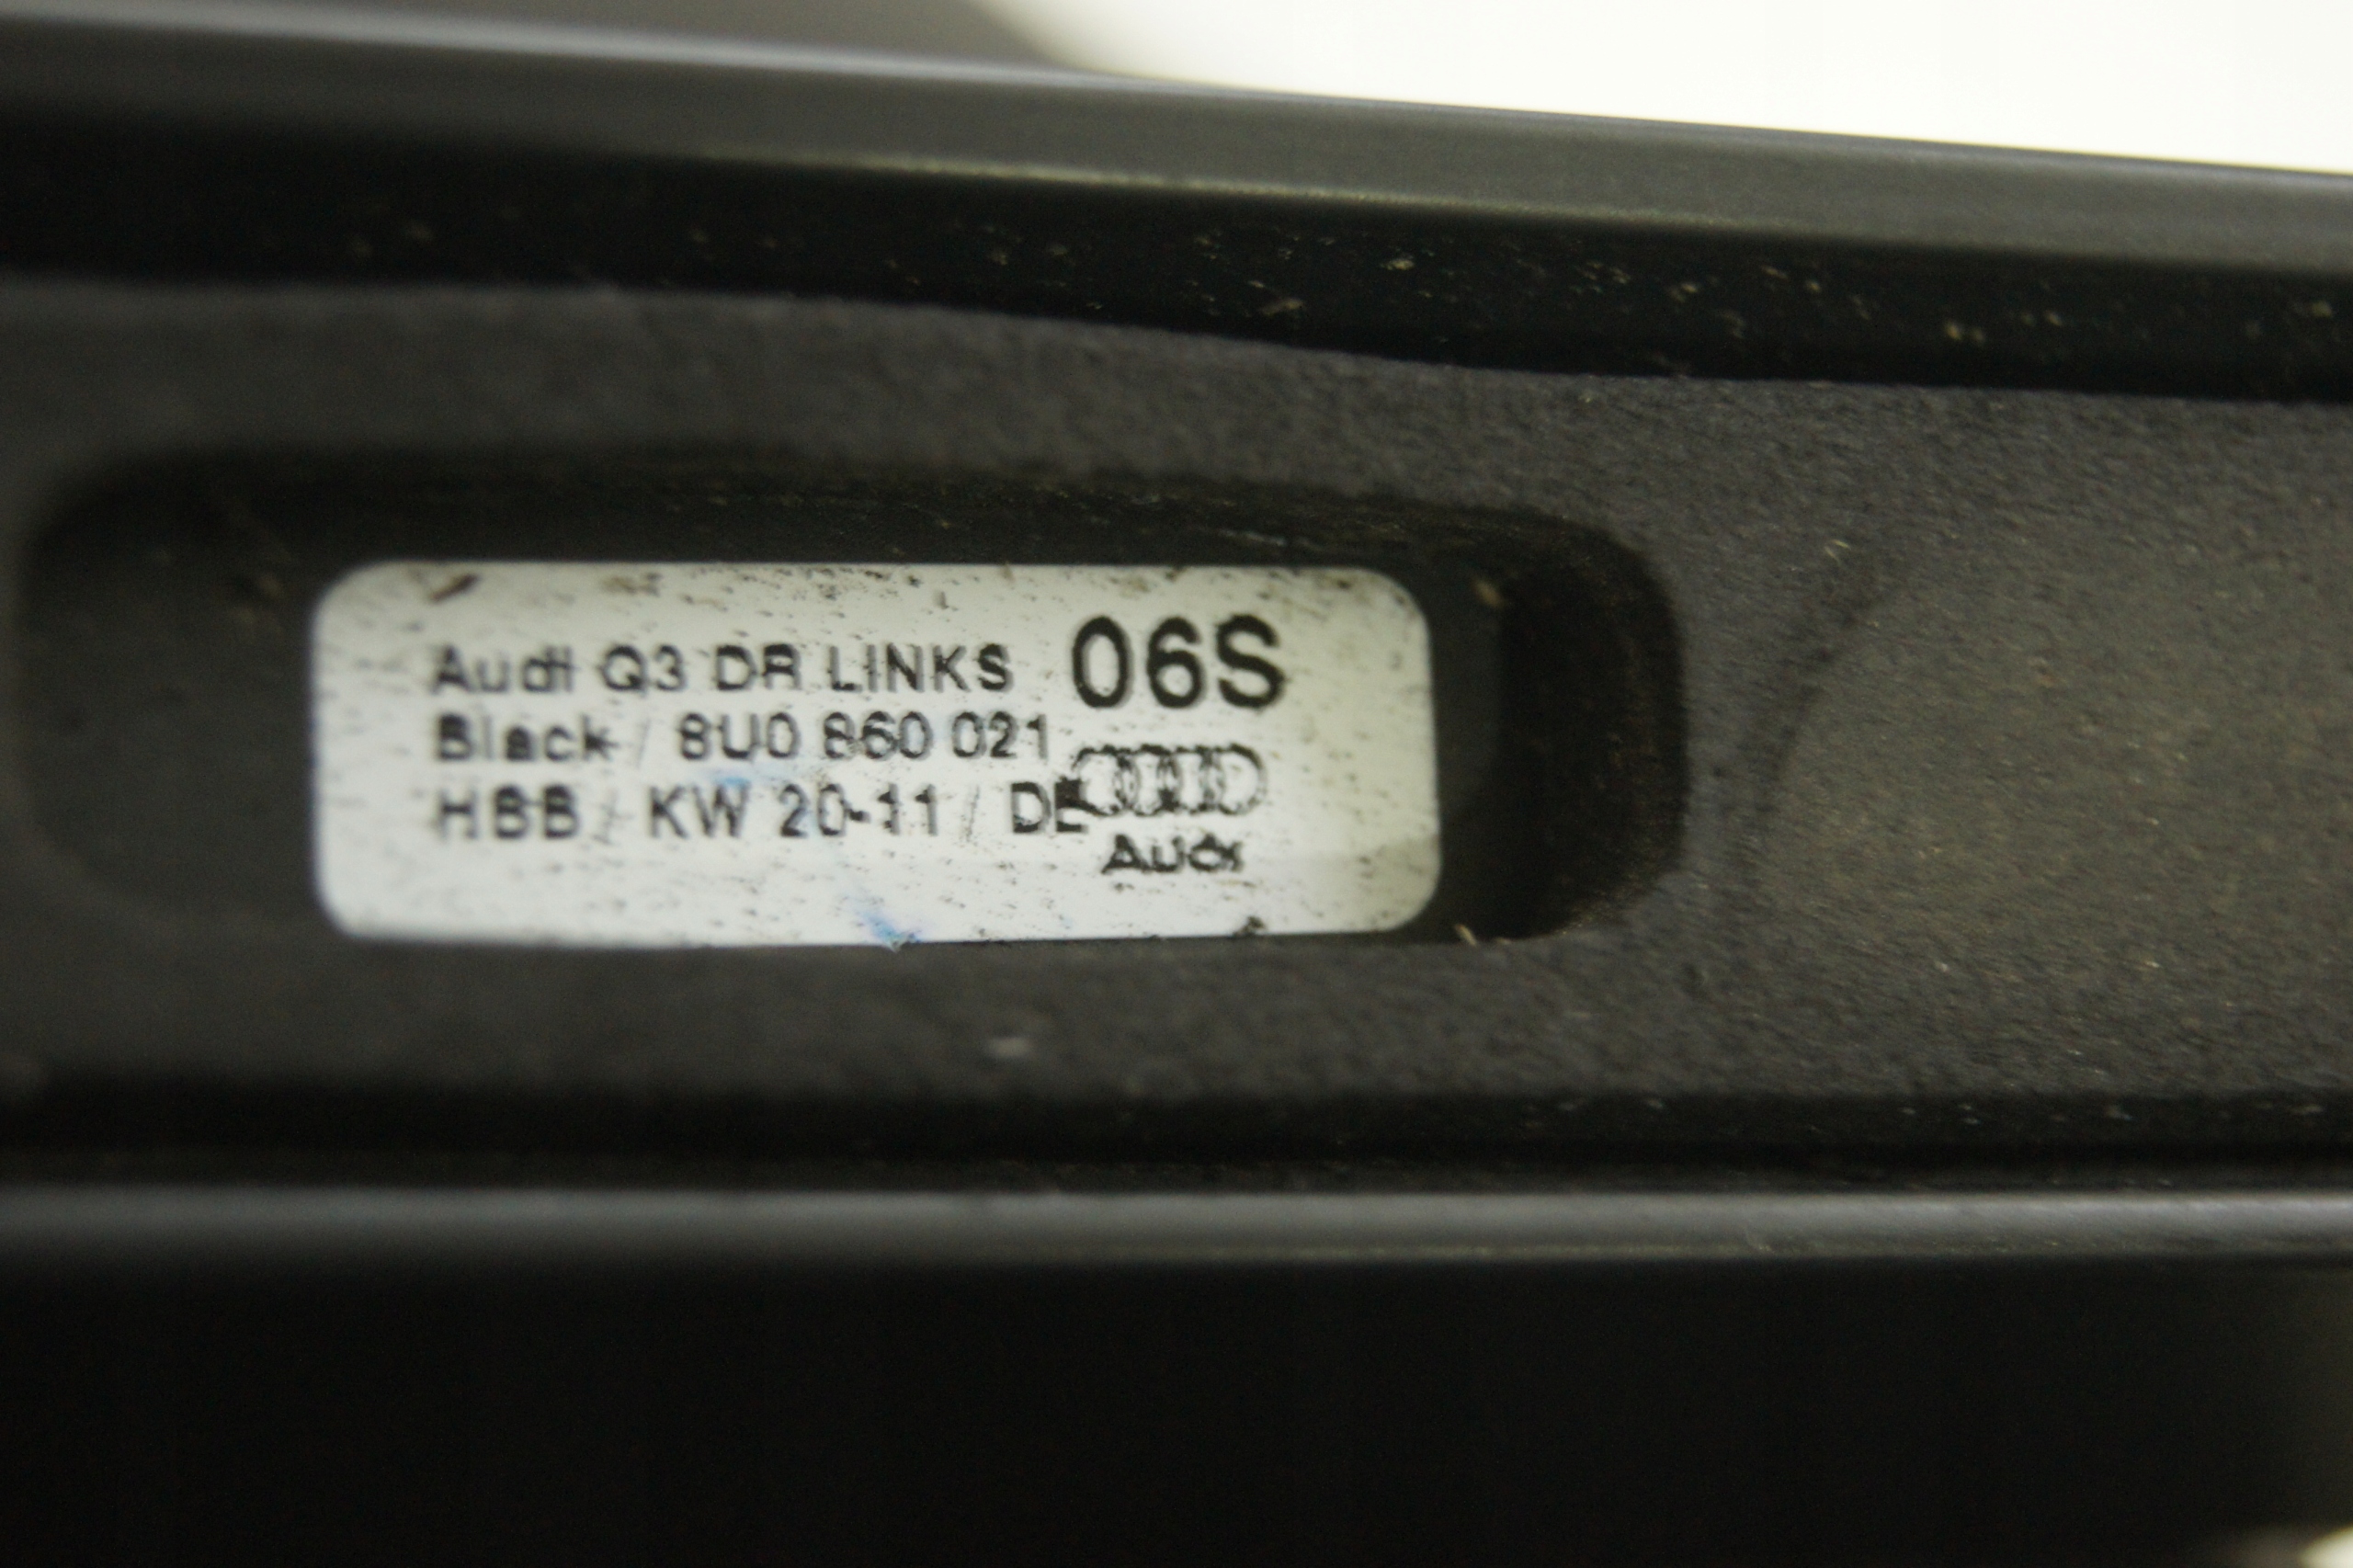 Audi Q3 DR LINKS 06S
Black / 8U0 860 021
HBB / KW 20-11 / DE
Audi